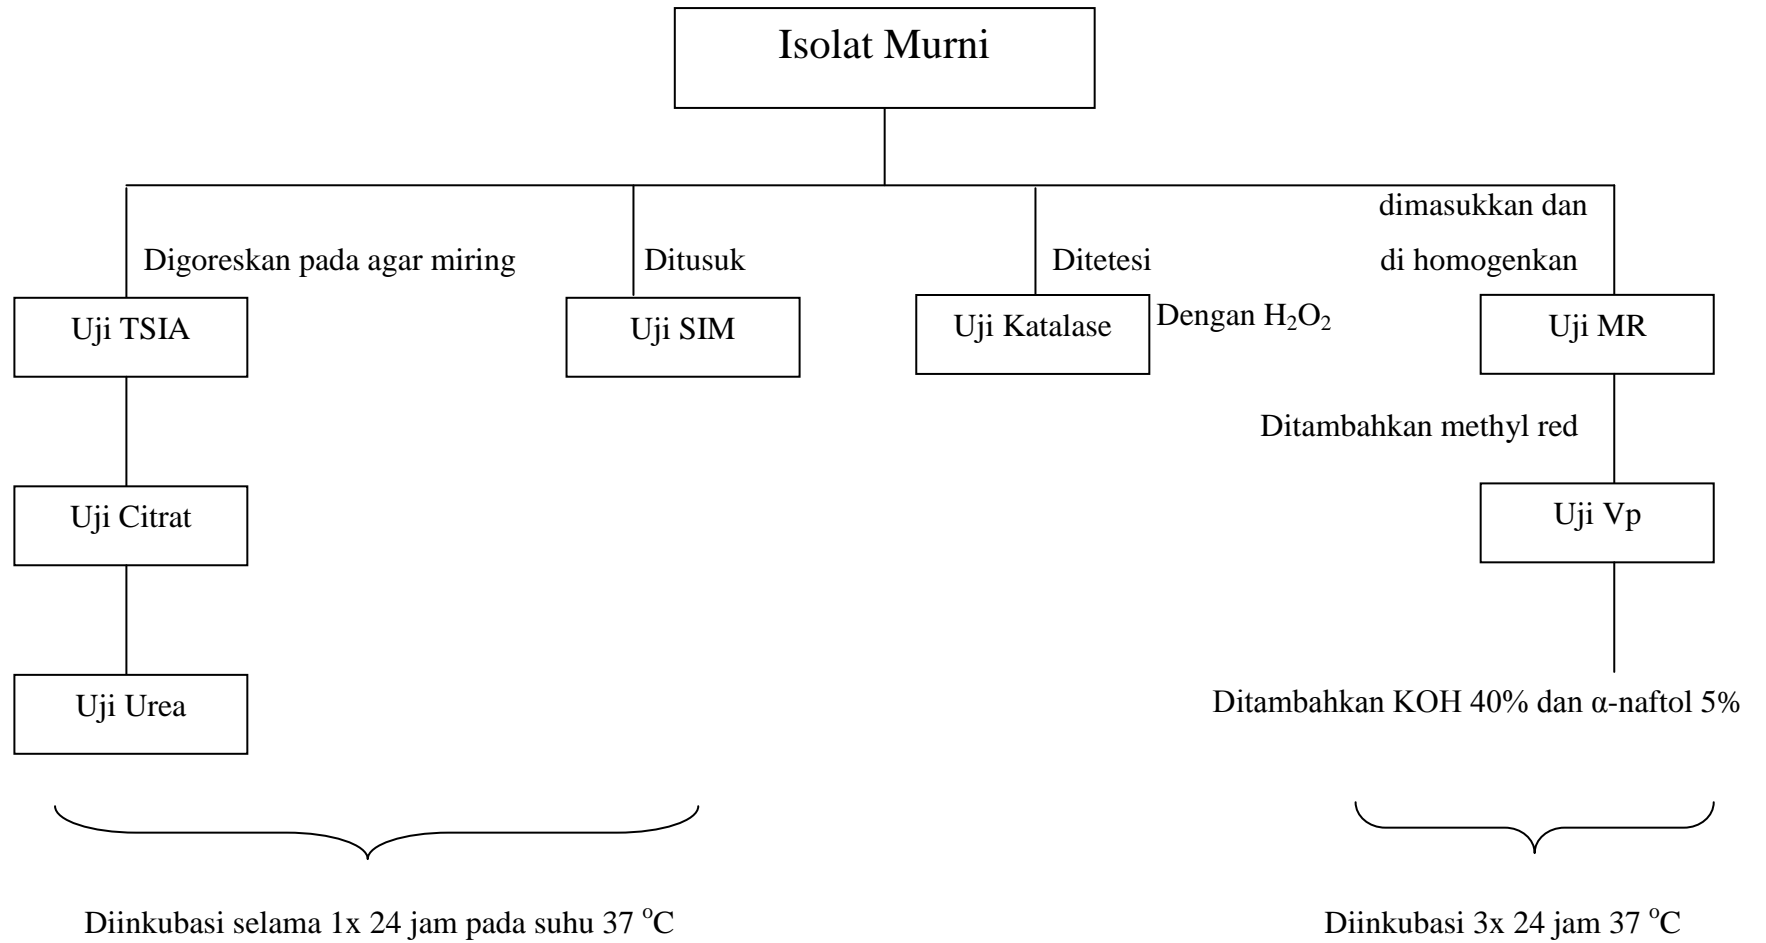 Isolat Murni
dimasukkan dan
Digoreskan pada agar miring
Ditusuk
Ditetesi
di homogenkan
Uji TSIA
Uji SIM
Uji Katalase
Dengan H₂O₂
Uji MR
Ditambahkan methyl red
Uji Citrat
Uji Vp
Uji Urea
Ditambahkan KOH 40% dan α-naftol 5%
Diinkubasi selama 1x 24 jam pada suhu 37 ᵒC
Diinkubasi 3x 24 jam 37 ᵒC